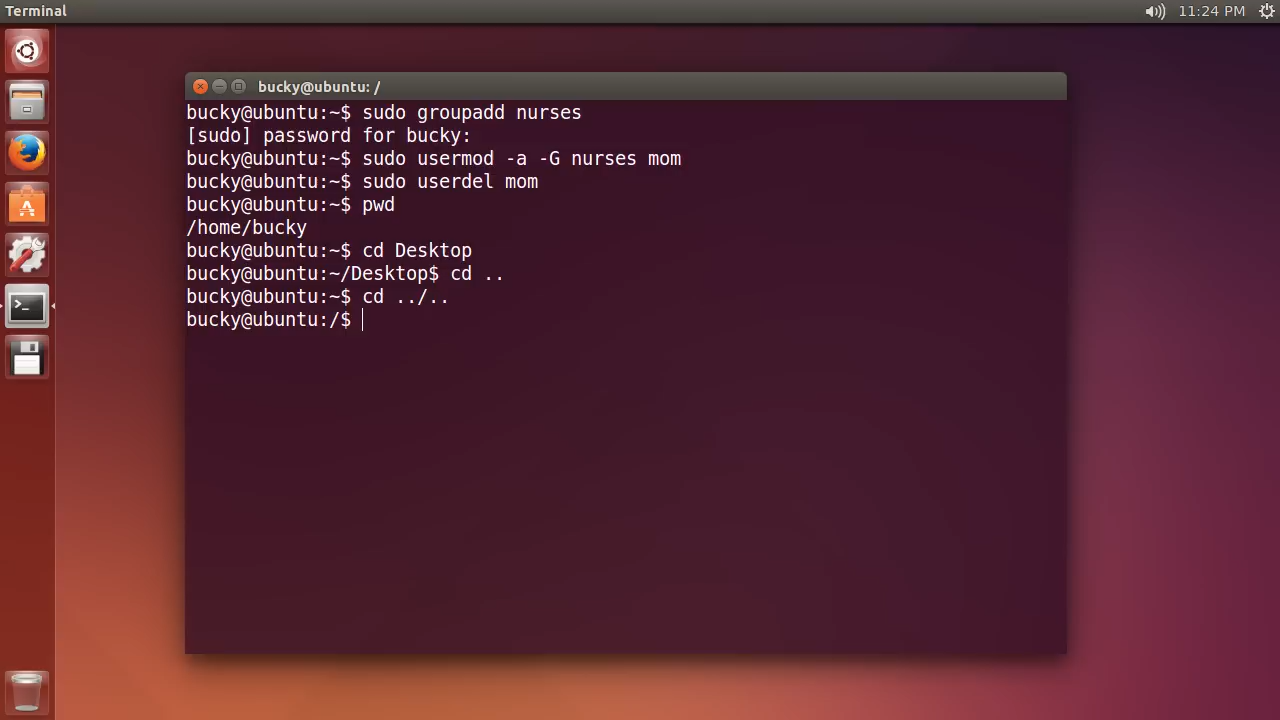 Terminal
11:24 PM
bucky@ubuntu: /
bucky@ubuntu:~$ sudo groupadd nurses
[sudo] password for bucky:
bucky@ubuntu:~$ sudo usermod -a -G nurses mom
bucky@ubuntu:~$ sudo userdel mom
bucky@ubuntu:~$ pwd
/home/bucky
bucky@ubuntu:~$ cd Desktop
bucky@ubuntu:~/Desktop$ cd ..
bucky@ubuntu:~$ cd ../..
bucky@ubuntu:/$